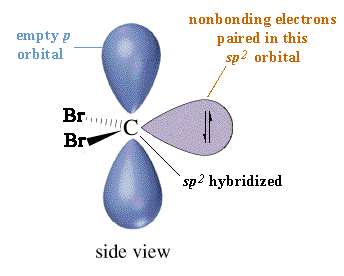 empty p
orbital
nonbonding electrons
paired in this
sp² orbital
Br
Br
C
sp² hybridized
side view